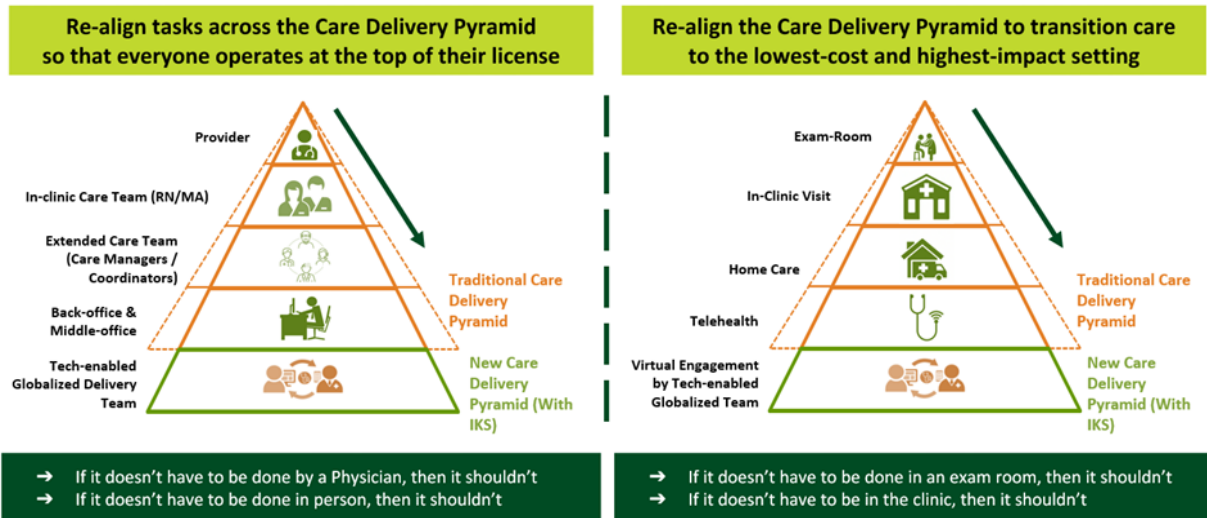 Re-align tasks across the Care Delivery Pyramid
so that everyone operates at the top of their license
Provider
In-clinic Care Team (RN/MA)
Extended Care Team
(Care Managers /
Coordinators)
Back-office &
Middle-office
Tech-enabled
Globalized Delivery
Team
Traditional Care
Delivery
Pyramid
New Care
Delivery
Pyramid (With
IKS)
➔ If it doesn’t have to be done by a Physician, then it shouldn’t
➔ If it doesn’t have to be done in person, then it shouldn’t
Re-align the Care Delivery Pyramid to transition care
to the lowest-cost and highest-impact setting
Exam-Room
In-Clinic Visit
Home Care
Telehealth
Virtual Engagement
by Tech-enabled
Globalized Team
Traditional Care
Delivery
Pyramid
New Care
Delivery
Pyramid (With
IKS)
➔ If it doesn’t have to be done in an exam room, then it shouldn’t
➔ If it doesn’t have to be in the clinic, then it shouldn’t